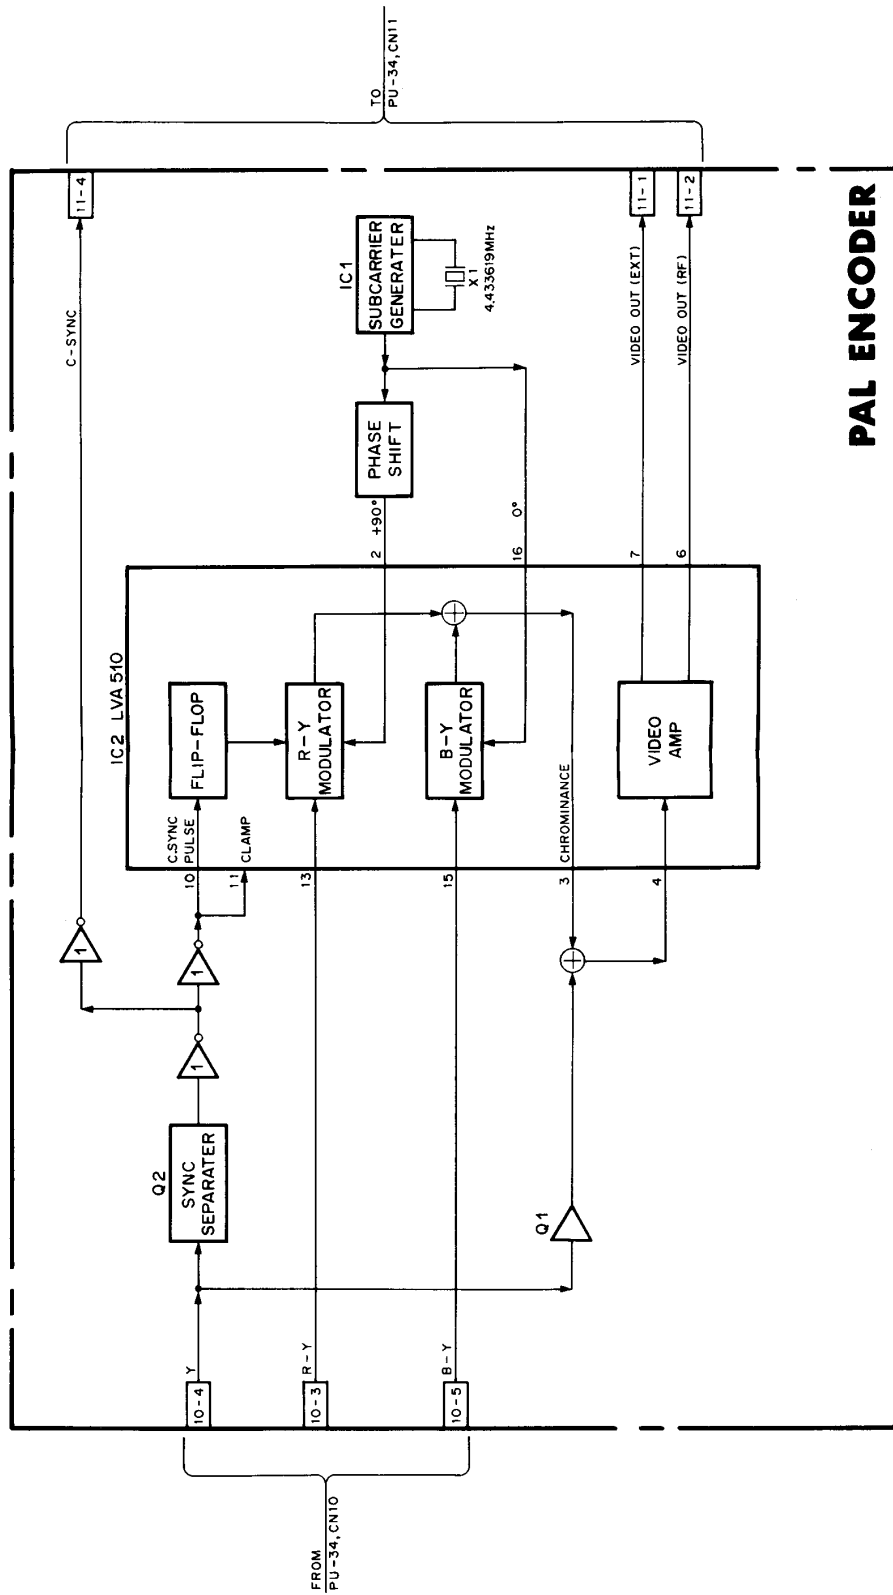 FROM
PU-34, CN10
10-4
Y
10-3
R-Y
10-5
B-Y
Q2
SYNC
SEPARATER
Q1
1
1
1
C-SYNC
11-4
IC2 LVA510
C.SYNC
10 PULSE
11 CLAMP
13
15
3 CHROMINANCE
4
FLIP-FLOP
R-Y
MODULATOR
B-Y
MODULATOR
VIDEO
AMP
2 +90°
16 0°
7
6
PHASE
SHIFT
IC1
SUBCARRIER
GENERATER
X1
4.433619MHz
VIDEO OUT (EXT)
11-1
VIDEO OUT (RF)
11-2
TO
PU-34, CN11
PAL ENCODER